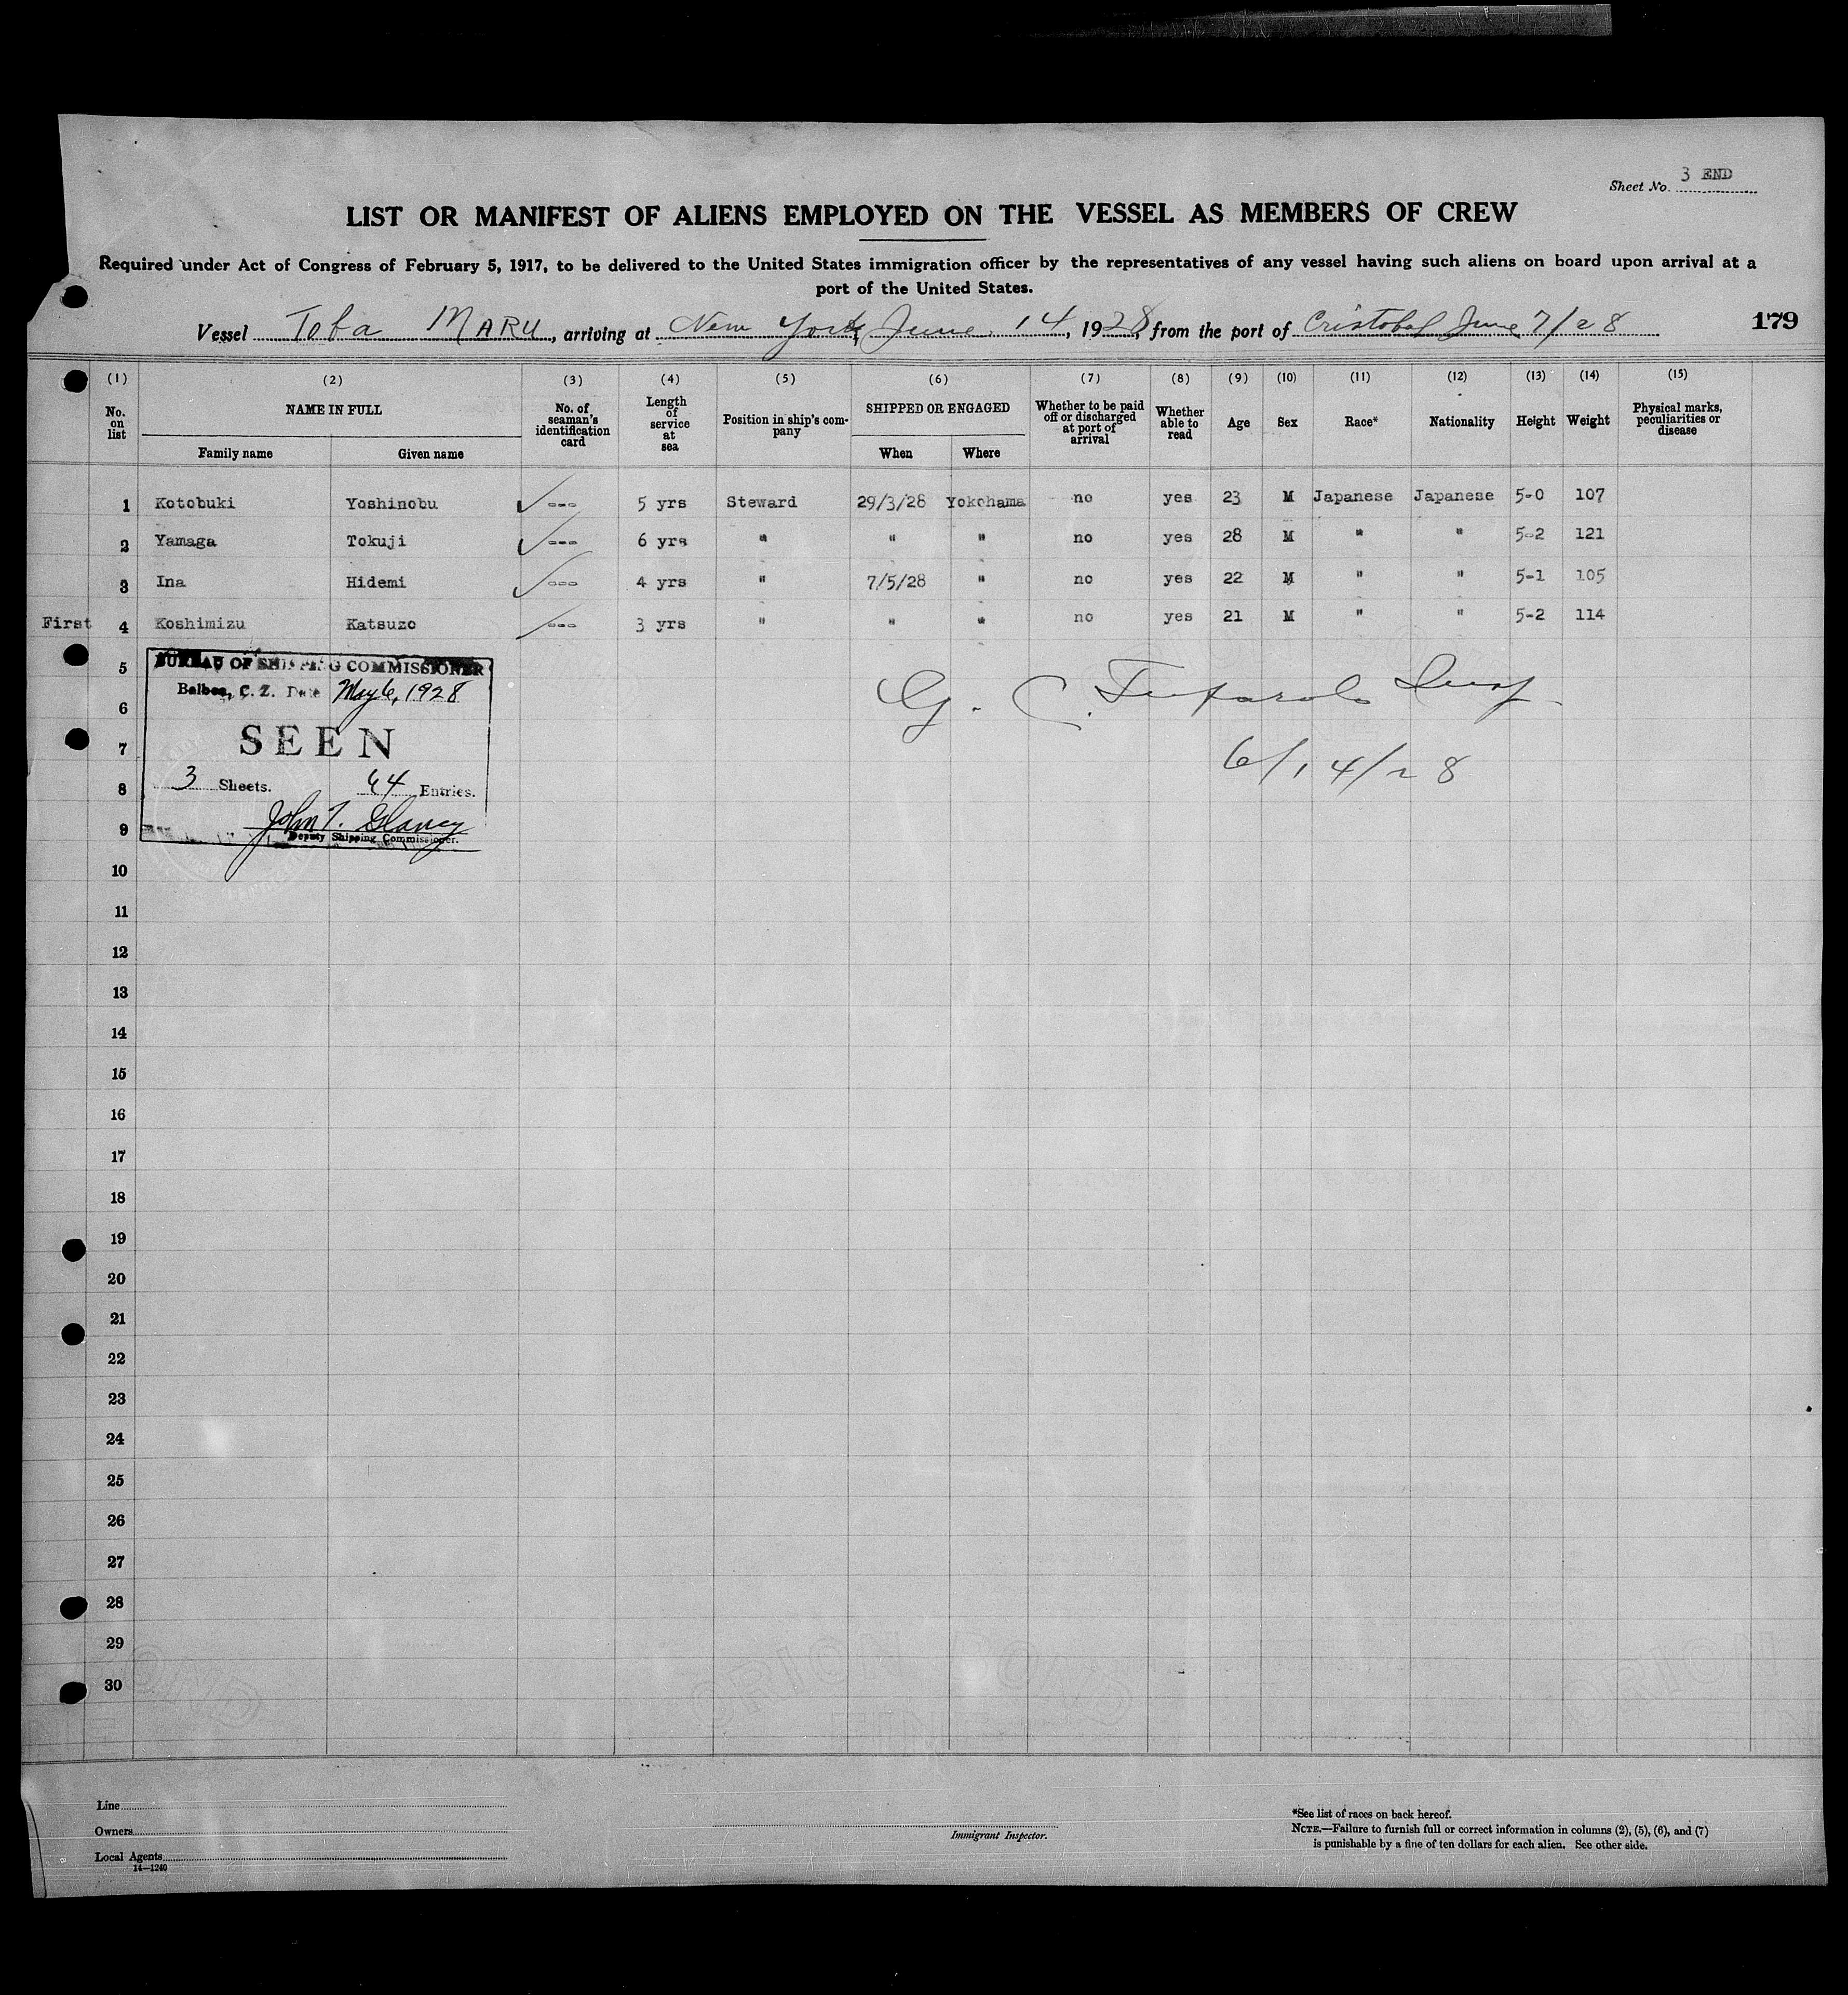 Sheet No. 3 END
LIST OR MANIFEST OF ALIENS EMPLOYED ON THE VESSEL AS MEMBERS OF CREW
Required under Act of Congress of February 5, 1917, to be delivered to the United States immigration officer by the representatives of any vessel having such aliens on board upon arrival at a
port of the United States.
Vessel Toba MARU, arriving at New York, June 14, 1928, from the port of Cristobal June 7/28
179
(1) (2) (3) (4) (5) (6) (7) (8) (9) (10) (11) (12) (13) (14) (15)
No. on list NAME IN FULL Family name Given name No. of seaman's identification card Length of service at sea Position in ship's com-pany SHIPPED OR ENGAGED When Where Whether to be paid off or discharged at port of arrival Whether able to read Age Sex Race* Nationality Height Weight Physical marks, peculiarities or disease
1 Kotobuki Yoshinobu ✓ --- 5 yrs Steward 29/3/28 Yokohama no yes 23 M Japanese Japanese 5-0 107
2 Yamaga Tokuji ✓ --- 6 yrs " " " no yes 28 M " " 5-2 121
3 Ina Hidemi ✓ --- 4 yrs " 7/5/28 " no yes 22 M " " 5-1 105
First 4 Koshimizu Katsuzo --- 3 yrs " " " no yes 21 M " " 5-2 114
5
BUREAU OF SHIPPING COMMISSIONER
Balboa, C. Z. Date May 6, 1928
G. C.
6
SEEN
7
6/14/28
3 Sheets. 64 Entries.
8
John T. Glancy
9
Deputy Shipping Commissioner.
10
11
12
13
14
15
16
17
18
19
20
21
22
23
24
25
26
27
28
29
30
ORION BOND
FINE
Line
Owners
Local Agents
14—1240
Immigrant Inspector.
*See list of races on back hereof.
NOTE.—Failure to furnish full or correct information in columns (2), (5), (6), and (7)
is punishable by a fine of ten dollars for each alien. See other side.